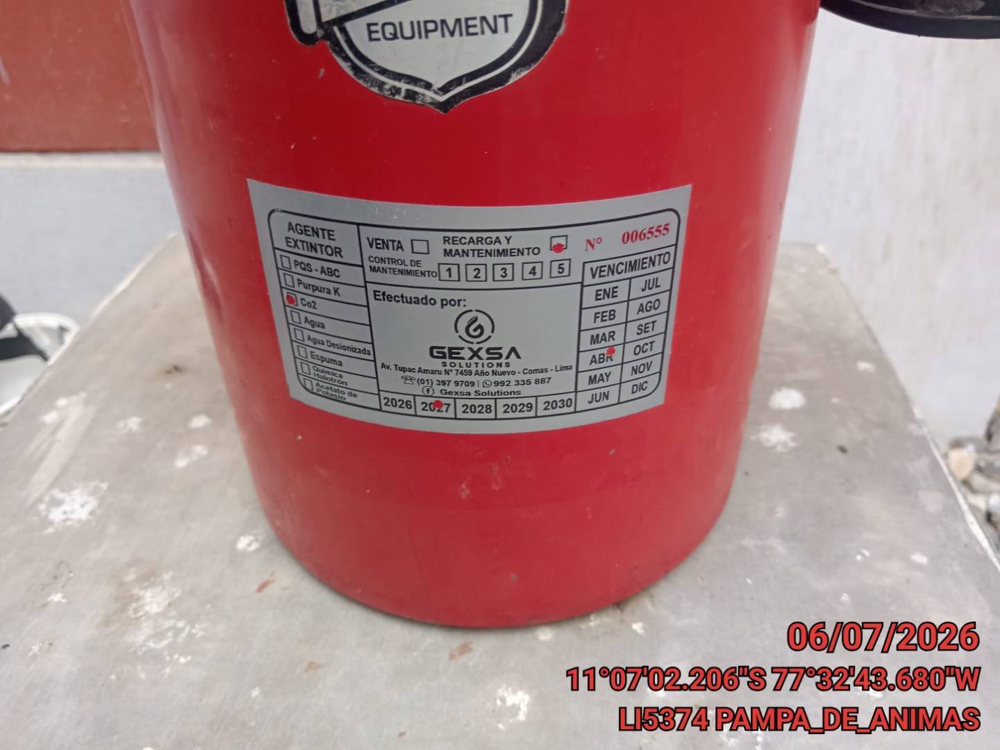 EQUIPMENT
AGENTE
EXTINTOR
PQS - ABC
Purpura K
Co2
Agua
Agua Desionizada
Espuma
Química
Halotrón
Acetato de
Potasio
VENTA
RECARGA Y
MANTENIMIENTO
N° 006555
CONTROL DE
MANTENIMIENTO 1 2 3 4 5
Efectuado por:
GEXSA
SOLUTIONS
Av. Tupac Amaru N° 7459 Año Nuevo - Comas - Lima
(01) 397 9709 | 992 335 887
Gexsa Solutions
2026 2027 2028 2029 2030
VENCIMIENTO
ENE JUL
FEB AGO
MAR SET
ABR OCT
MAY NOV
JUN DIC
06/07/2026
11°07'02.206"S 77°32'43.680"W
LI5374 PAMPA_DE_ANIMAS